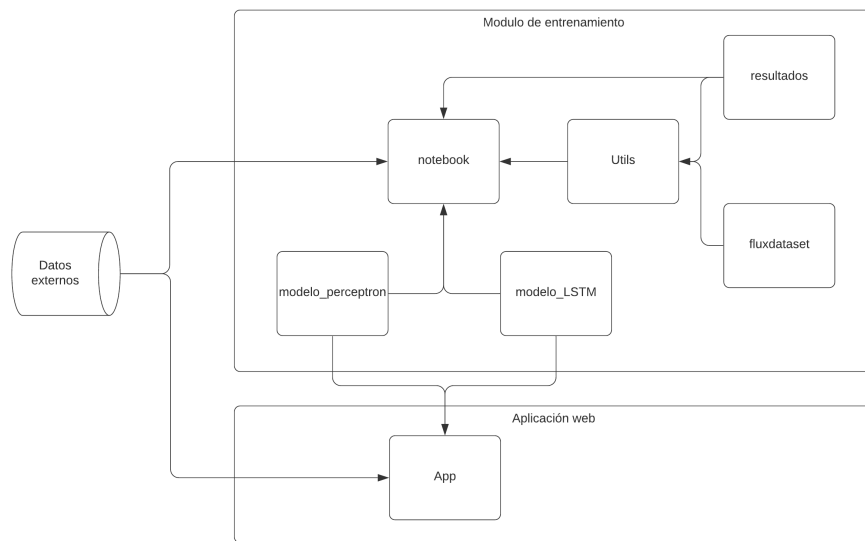 Modulo de entrenamiento
resultados
notebook
Utils
fluxdataset
Datos
externos
modelo_perceptron
modelo_LSTM
Aplicación web
App